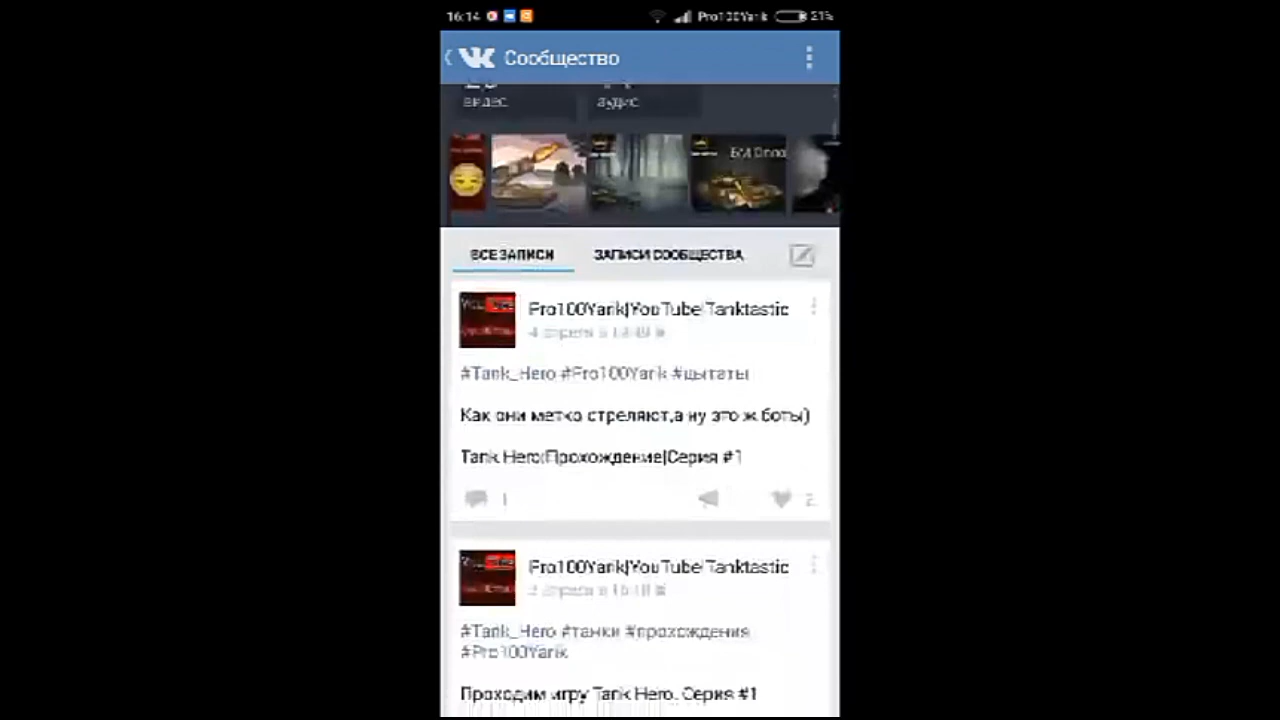 16:14 Pro100Yarik 21%
Сообщество
видео аудио
ВСЕ ЗАПИСИ ЗАПИСИ СООБЩЕСТВА
Pro100Yarik|YouTube|Tanktastic
#Tank_Hero #Pro100Yarik #цытаты
Как они метко стреляют,а ну это ж боты)
Tank Hero|Прохождение|Серия #1
1 2
Pro100Yarik|YouTube|Tanktastic
#Tank_Hero #танки #прохождения
#Pro100Yarik
Проходим игру Tank Hero. Серия #1